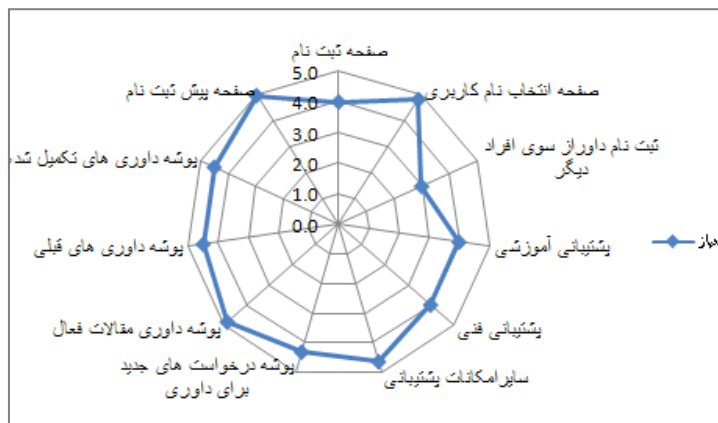 صفحه ثبت نام
صفحه انتخاب نام کاربری
ثبت نام داوراز سوی افراد
دیگر
پشتیبانی آموزشی
پشتیبانی فنی
سایرامکانات پشتیبانی
پوشه درخواست های جدید
برای داوری
پوشه داوری مقالات فعال
پوشه داوری های قبلی
پوشه داوری های تکمیل شده
صفحه پیش ثبت نام
5.0
4.0
3.0
2.0
1.0
0.0